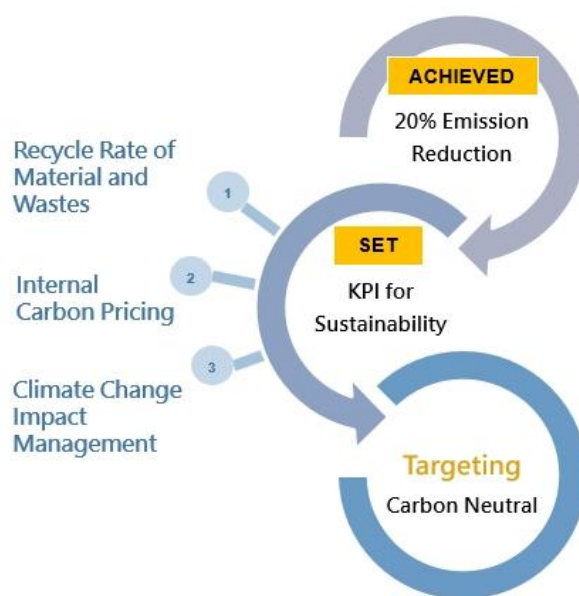 ACHIEVED
20% Emission
Reduction
Recycle Rate of
Material and
Wastes
1
SET
KPI for
Sustainability
2
Internal
Carbon Pricing
3
Climate Change
Impact
Management
Targeting
Carbon Neutral